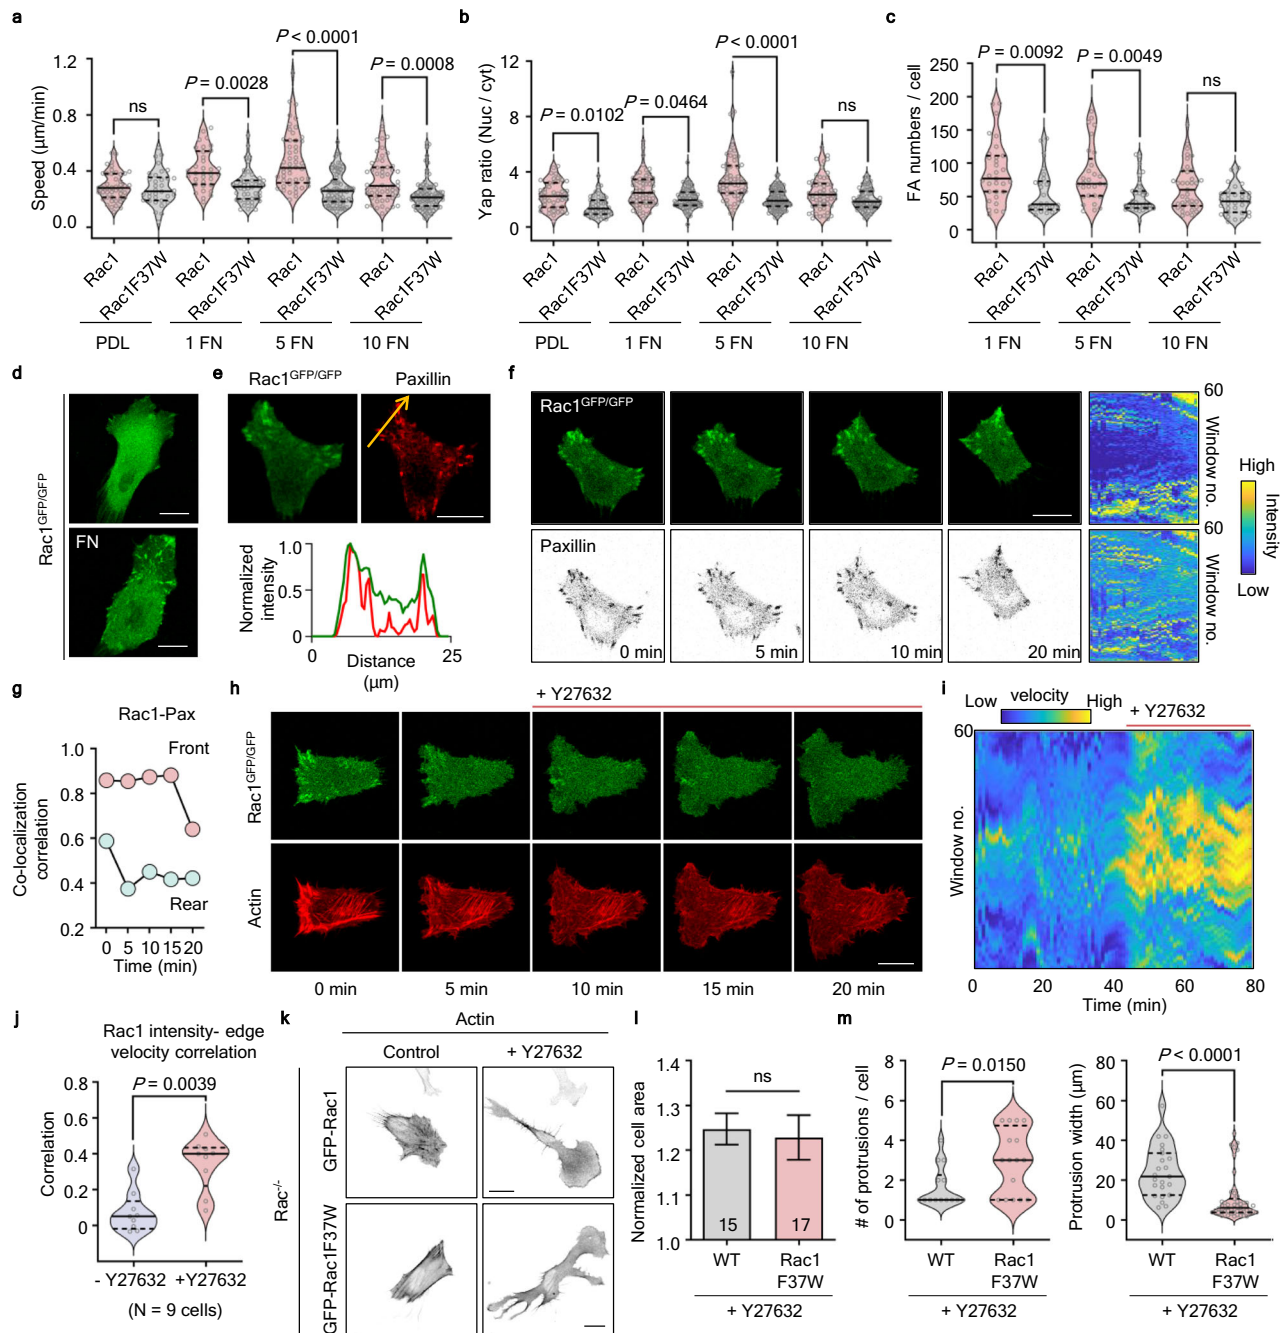 a
Speed (µm/min)
1.2
0.8
0.4
0.0
ns
P = 0.0028
P < 0.0001
P = 0.0008
Rac1
Rac1F37W
Rac1
Rac1F37W
Rac1
Rac1F37W
Rac1
Rac1F37W
PDL
1 FN
5 FN
10 FN
b
Yap ratio (Nuc / cyt)
12
8
4
0
P = 0.0102
P = 0.0464
P < 0.0001
ns
Rac1
Rac1F37W
Rac1
Rac1F37W
Rac1
Rac1F37W
Rac1
Rac1F37W
PDL
1 FN
5 FN
10 FN
c
FA numbers / cell
250
200
150
100
50
0
P = 0.0092
P = 0.0049
ns
Rac1
Rac1F37W
Rac1
Rac1F37W
Rac1
Rac1F37W
1 FN
5 FN
10 FN
d
Rac1GFP/GFP
FN
e
Rac1GFP/GFP
Paxillin
Normalized
intensity
1.0
0.5
0
0
25
Distance
(µm)
f
Rac1GFP/GFP
Paxillin
0 min
5 min
10 min
20 min
60
Window no.
60
Window no.
High
Intensity
Low
g
Rac1-Pax
Co-localization
correlation
1.0
0.8
0.6
0.4
0.2
Front
Rear
0 5 10 15 20
Time (min)
h
+ Y27632
Rac1GFP/GFP
Actin
0 min
5 min
10 min
15 min
20 min
i
Low velocity High
+ Y27632
60
Window no.
0 20 40 60 80
Time (min)
j
Rac1 intensity- edge
velocity correlation
P = 0.0039
Correlation
0.8
0.6
0.4
0.2
0
- Y27632
+Y27632
(N = 9 cells)
k
Actin
Control
+ Y27632
Rac-/-
GFP-Rac1
GFP-Rac1F37W
l
Normalized cell area
1.4
1.3
1.2
1.1
1.0
ns
15
17
WT
Rac1
F37W
+ Y27632
m
# of protrusions / cell
8
6
4
2
0
P = 0.0150
WT
Rac1
F37W
+ Y27632
Protrusion width (µm)
80
60
40
20
0
P < 0.0001
WT
Rac1
F37W
+ Y27632